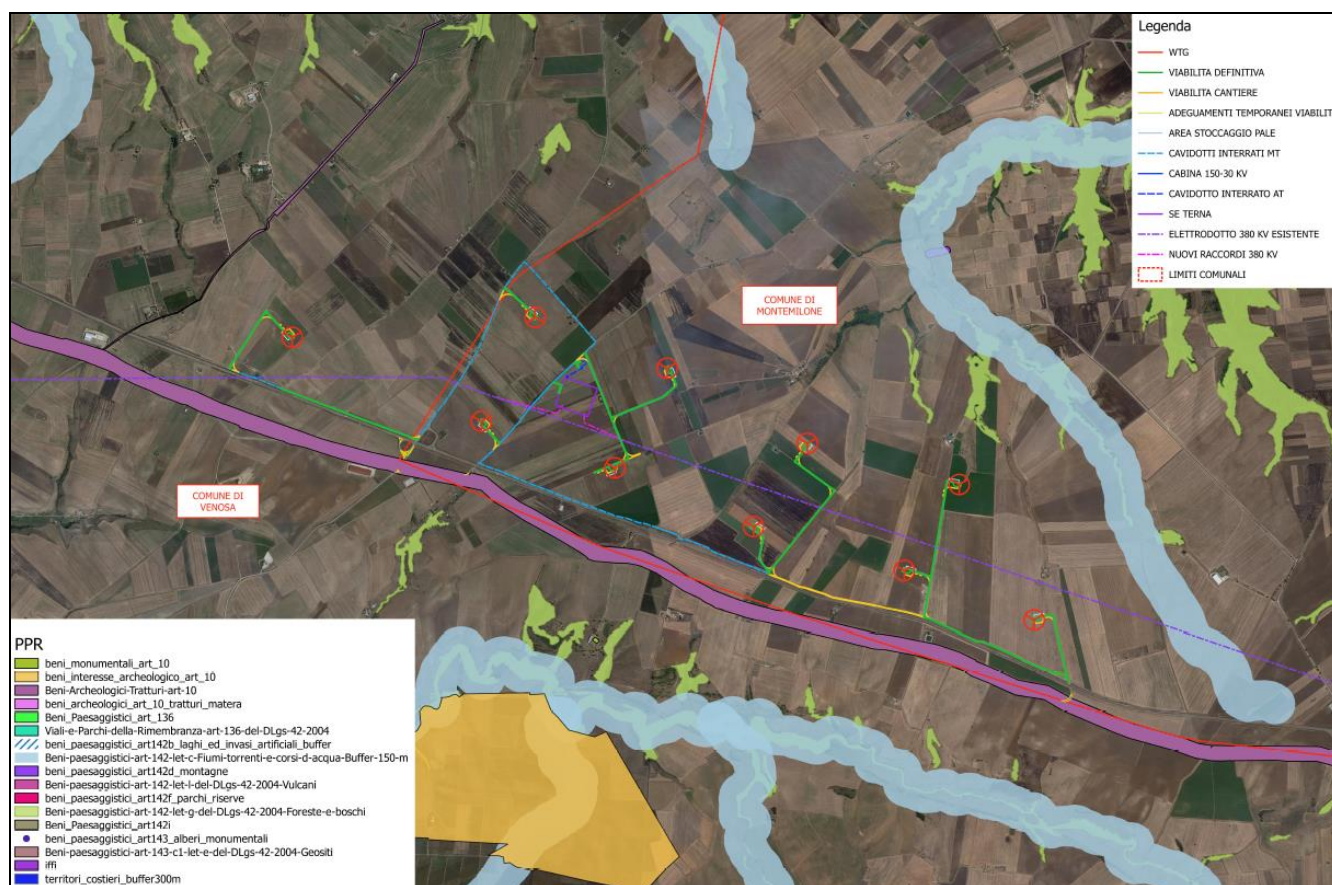 Legenda
WTG
VIABILITA DEFINITIVA
VIABILITA CANTIERE
ADEGUAMENTI TEMPORANEI VIABILIT
AREA STOCCAGGIO PALE
CAVIDOTTI INTERRATI MT
CABINA 150-30 KV
CAVIDOTTO INTERRATO AT
SE TERNA
ELETTRODOTTO 380 KV ESISTENTE
NUOVI RACCORDI 380 KV
LIMITI COMUNALI
COMUNE DI
MONTEMILONE
COMUNE DI
VENOSA
PPR
beni_monumentali_art_10
beni_interesse_archeologico_art_10
Beni-Archeologici-Tratturi-art-10
beni_archeologici_art_10_tratturi_matera
Beni_Paesaggistici_art_136
Viali-e-Parchi-della-Rimembranza-art-136-del-DLgs-42-2004
beni_paesaggistici_art142b_laghi_ed_invasi_artificiali_buffer
Beni-paesaggistici-art-142-let-c-Fiumi-torrenti-e-corsi-d-acqua-Buffer-150-m
beni_paesaggistici_art142d_montagne
Beni-paesaggistici-art-142-let-l-del-DLgs-42-2004-Vulcani
beni_paesaggistici_art142f_parchi_riserve
Beni-paesaggistici-art-142-let-g-del-DLgs-42-2004-Foreste-e-boschi
Beni_Paesaggistici_art142i
beni_paesaggistici_art143_alberi_monumentali
Beni-paesaggistici-art-143-c1-let-e-del-DLgs-42-2004-Geositi
iffi
territori_costieri_buffer300m